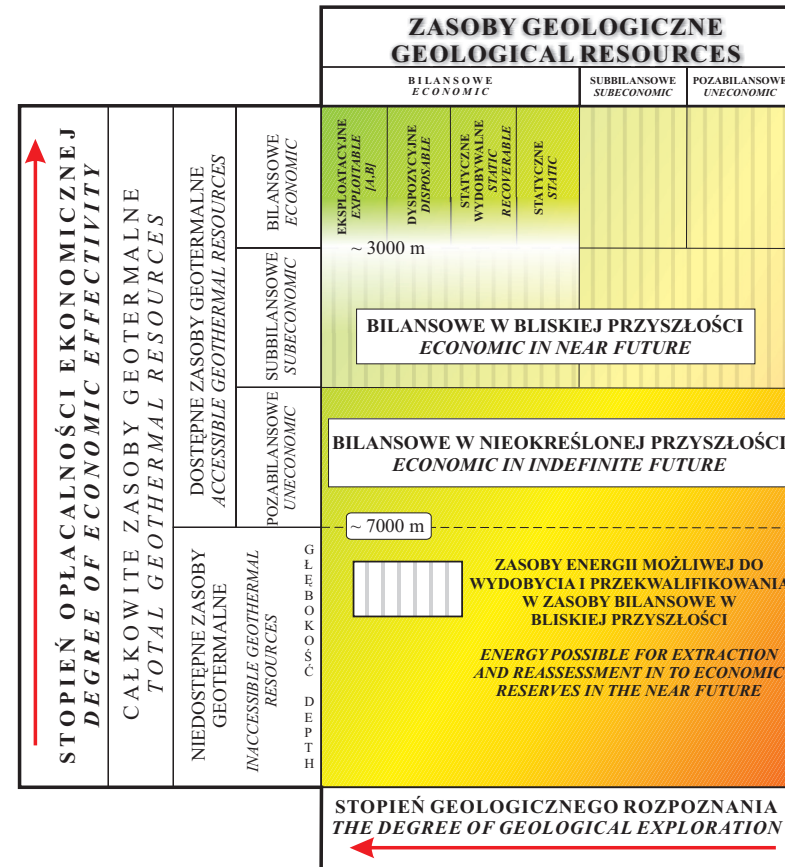 ZASOBY GEOLOGICZNE
GEOLOGICAL RESOURCES
BILANSOWE
ECONOMIC
SUBBILANSOWE
SUBECONOMIC
POZABILANSOWE
UNECONOMIC
STOPIEŃ OPŁACALNOŚCI EKONOMICZNEJ
DEGREE OF ECONOMIC EFFECTIVITY
CAŁKOWITE ZASOBY GEOTERMALNE
TOTAL GEOTHERMAL RESOURCES
DOSTĘPNE ZASOBY GEOTERMALNE
ACCESSIBLE GEOTHERMAL RESOURCES
BILANSOWE
ECONOMIC
SUBBILANSOWE
SUBECONOMIC
POZABILANSOWE
UNECONOMIC
NIEDOSTĘPNE ZASOBY
GEOTERMALNE
INACCESSIBLE GEOTHERMAL
RESOURCES
GŁĘBOKOŚĆ DEPTH
EKSPLOATACYJNE
EXPLOITABLE
[A,B]
DYSPOZYCYJNE
DISPOSABLE
STATYCZNE
WYDOBYWALNE
STATIC
RECOVERABLE
STATYCZNE
STATIC
~ 3000 m
BILANSOWE W BLISKIEJ PRZYSZŁOŚCI
ECONOMIC IN NEAR FUTURE
BILANSOWE W NIEOKREŚLONEJ PRZYSZŁOŚCI
ECONOMIC IN INDEFINITE FUTURE
~ 7000 m
ZASOBY ENERGII MOŻLIWEJ DO
WYDOBYCIA I PRZEKWALIFIKOWANIA
W ZASOBY BILANSOWE W
BLISKIEJ PRZYSZŁOŚCI
ENERGY POSSIBLE FOR EXTRACTION
AND REASSESSMENT IN TO ECONOMIC
RESERVES IN THE NEAR FUTURE
STOPIEŃ GEOLOGICZNEGO ROZPOZNANIA
THE DEGREE OF GEOLOGICAL EXPLORATION